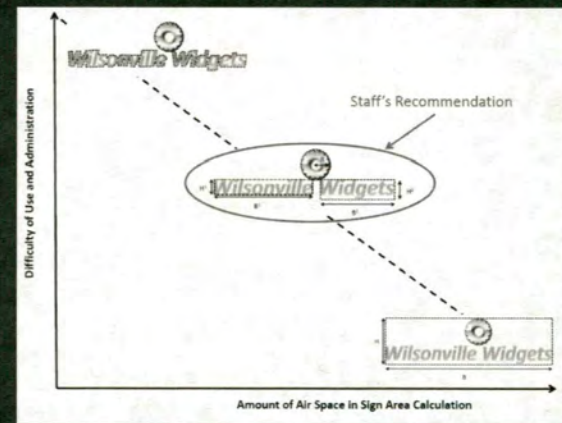 Wilsonville Widgets
Staff's Recommendation
Wilsonville Widgets
Wilsonville Widgets
Difficulty of Use and Administration
Amount of Air Space in Sign Area Calculation